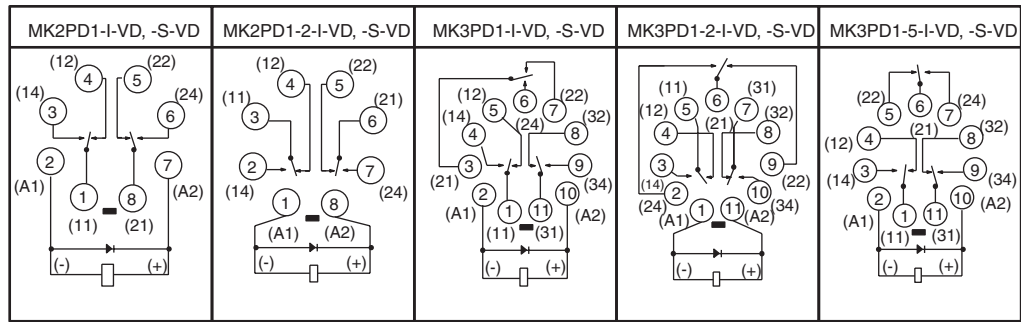 MK2PD1-I-VD, -S-VD
MK2PD1-2-I-VD, -S-VD
MK3PD1-I-VD, -S-VD
MK3PD1-2-I-VD, -S-VD
MK3PD1-5-I-VD, -S-VD
(12) (22)
4 5
(14) (24)
3 6
2 7
(A1) (A2)
1 8
(11) (21)
(-) (+)
(12) (22)
4 5
(11) (21)
3 6
2 7
(14) (24)
1 8
(A1) (A2)
(-) (+)
6
(12) 5 7 (22)
(14) (24)
4 8 (32)
3 9
(21) (34)
2 10
(A1) (A2)
1 11
(11) (31)
(-) (+)
(11) 6 (31)
5 7
(12) (21) (32)
4 8
3 9
(14) (22)
2 10
(24) (34)
(A1) (A2)
1 11
(-) (+)
6
(22) 5 7 (24)
(12) 4 (21) 8 (32)
3 9
(14) (34)
2 10
(A1) (A2)
1 11
(11) (31)
(-) (+)